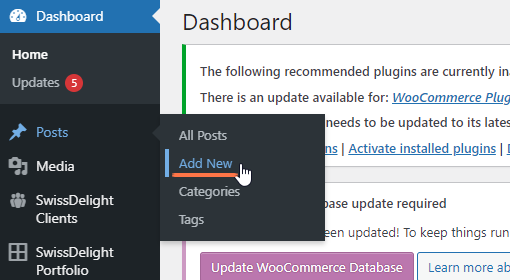 Dashboard
Home
Updates 5
Posts
Media
SwissDelight
Clients
SwissDelight
Portfolio
All Posts
Add New
Categories
Tags
Dashboard
The following recommended plugins are currently ina
There is an update available for: WooCommerce Plug
needs to be updated to its lates
ns | Activate installed plugins | D
base update required
een updated! To keep things run
Update WooCommerce Database
Learn more ab